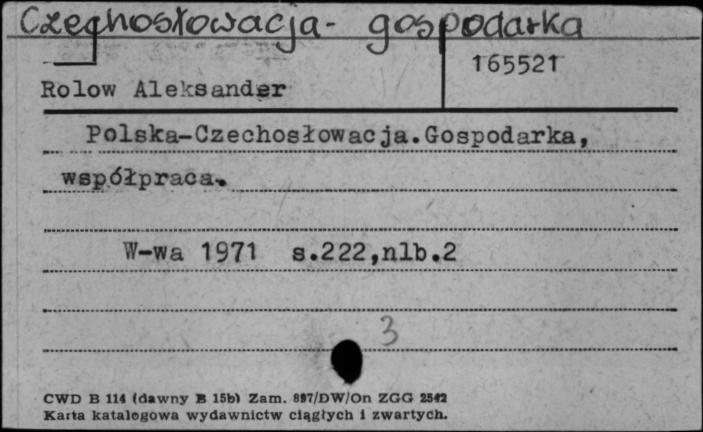 Czechosłowacja- gospodarka
165521
Rolow Aleksander
Polska-Czechosłowacja.Gospodarka,
współpraca.
W-wa 1971 s.222,nlb.2
3
CWD B 114 (dawny B 15b) Zam. 897/DW/On ZGG 2542
Karta katalogowa wydawnictw ciągłych i zwartych.